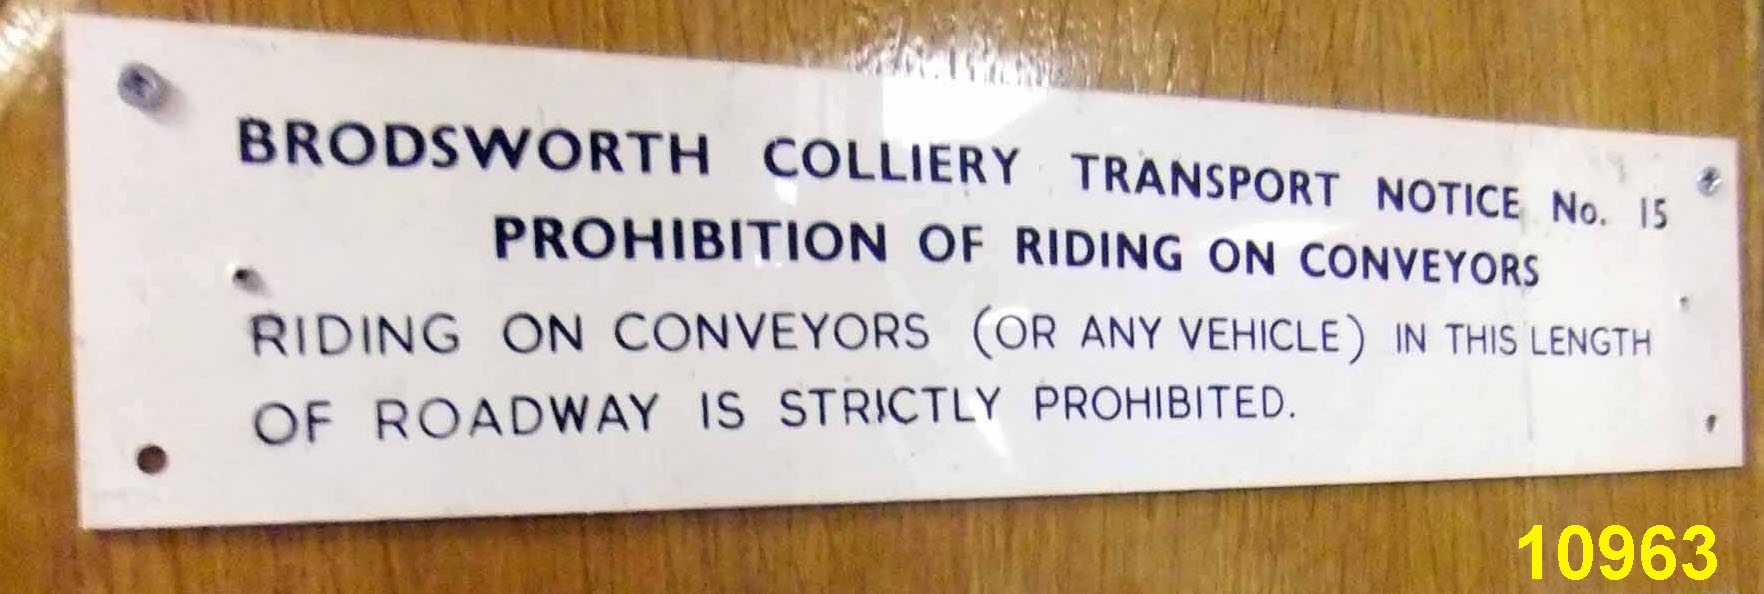 BRODSWORTH COLLIERY TRANSPORT NOTICE No. 15
PROHIBITION OF RIDING ON CONVEYORS
RIDING ON CONVEYORS (OR ANY VEHICLE) IN THIS LENGTH
OF ROADWAY IS STRICTLY PROHIBITED.
10963